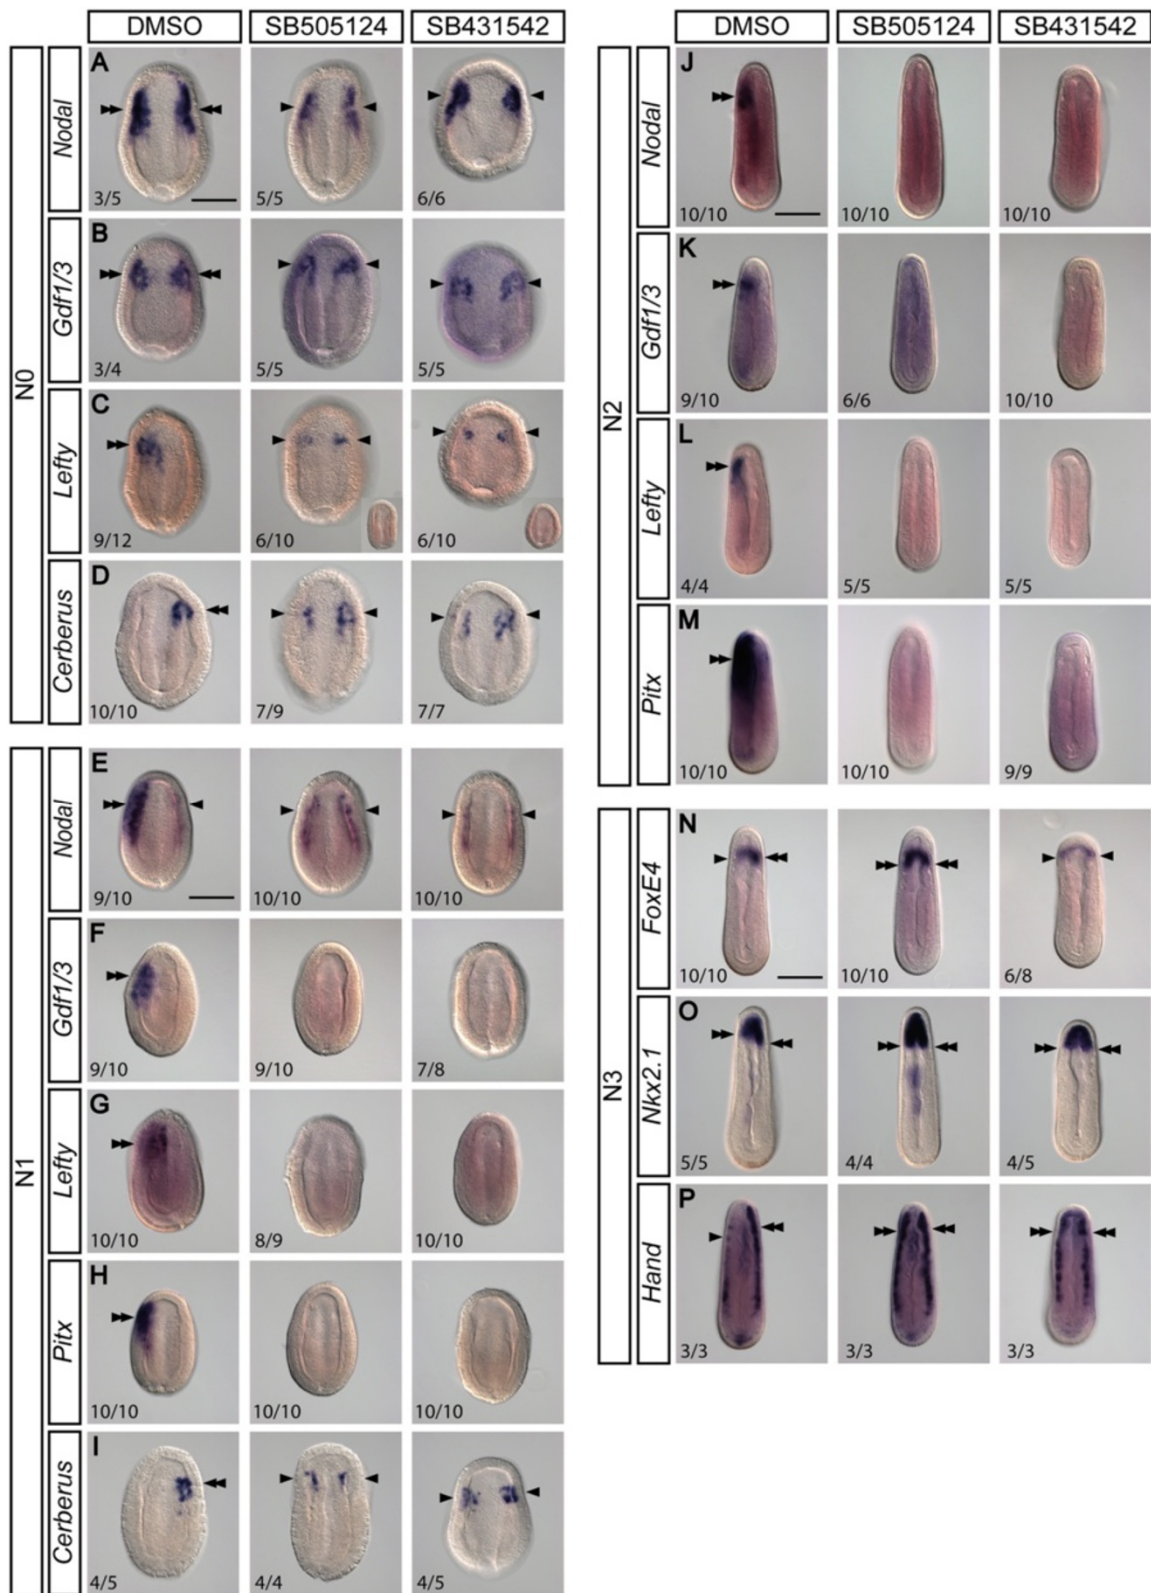 DMSO SB505124 SB431542
N0
Nodal
A
3/5 5/5 6/6
Gdf1/3
B
3/4 5/5 5/5
Lefty
C
9/12 6/10 6/10
Cerberus
D
10/10 7/9 7/7
N1
Nodal
E
9/10 10/10 10/10
Gdf1/3
F
9/10 9/10 7/8
Lefty
G
10/10 8/9 10/10
Pitx
H
10/10 10/10 10/10
Cerberus
I
4/5 4/4 4/5
DMSO SB505124 SB431542
N2
Nodal
J
10/10 10/10 10/10
Gdf1/3
K
9/10 6/6 10/10
Lefty
L
4/4 5/5 5/5
Pitx
M
10/10 10/10 9/9
N3
FoxE4
N
10/10 10/10 6/8
Nkx2.1
O
5/5 4/4 4/5
Hand
P
3/3 3/3 3/3